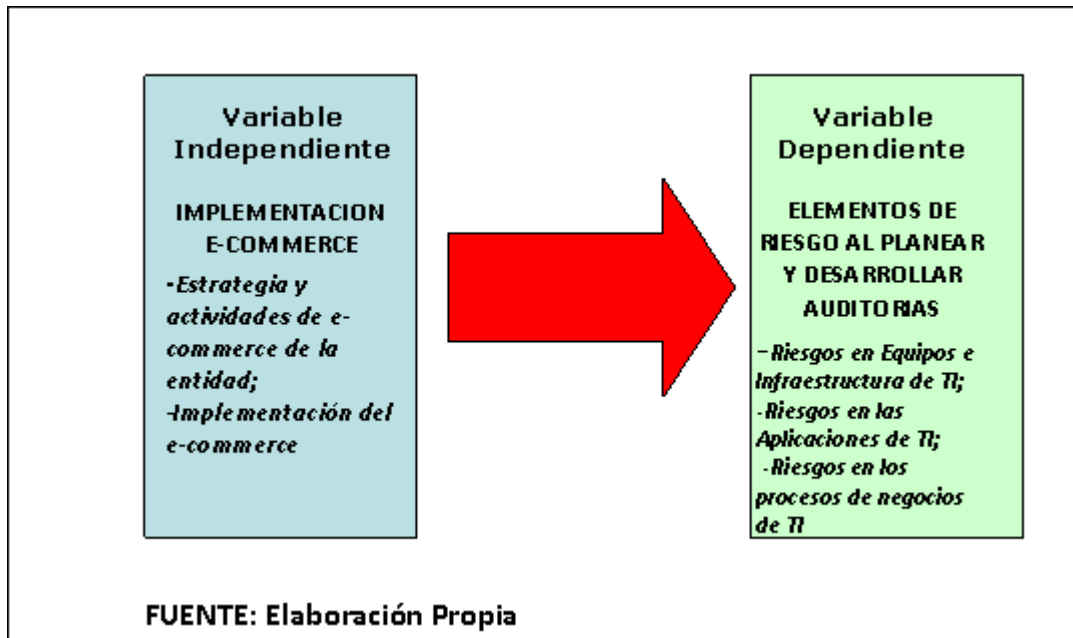 Variable
Independiente
IMPLEMENTACION
E-COMMERCE
-Estrategia y
actividades de e-
commerce de la
entidad;
-Implementación del
e-commerce
Variable
Dependiente
ELEMENTOS DE
RIESGO AL PLANEAR
Y DESARROLLAR
AUDITORIAS
-Riesgos en Equipos e
Infraestructura de TI;
-Riesgos en las
Aplicaciones de TI;
-Riesgos en los
procesos de negocios
de TI
FUENTE: Elaboración Propia